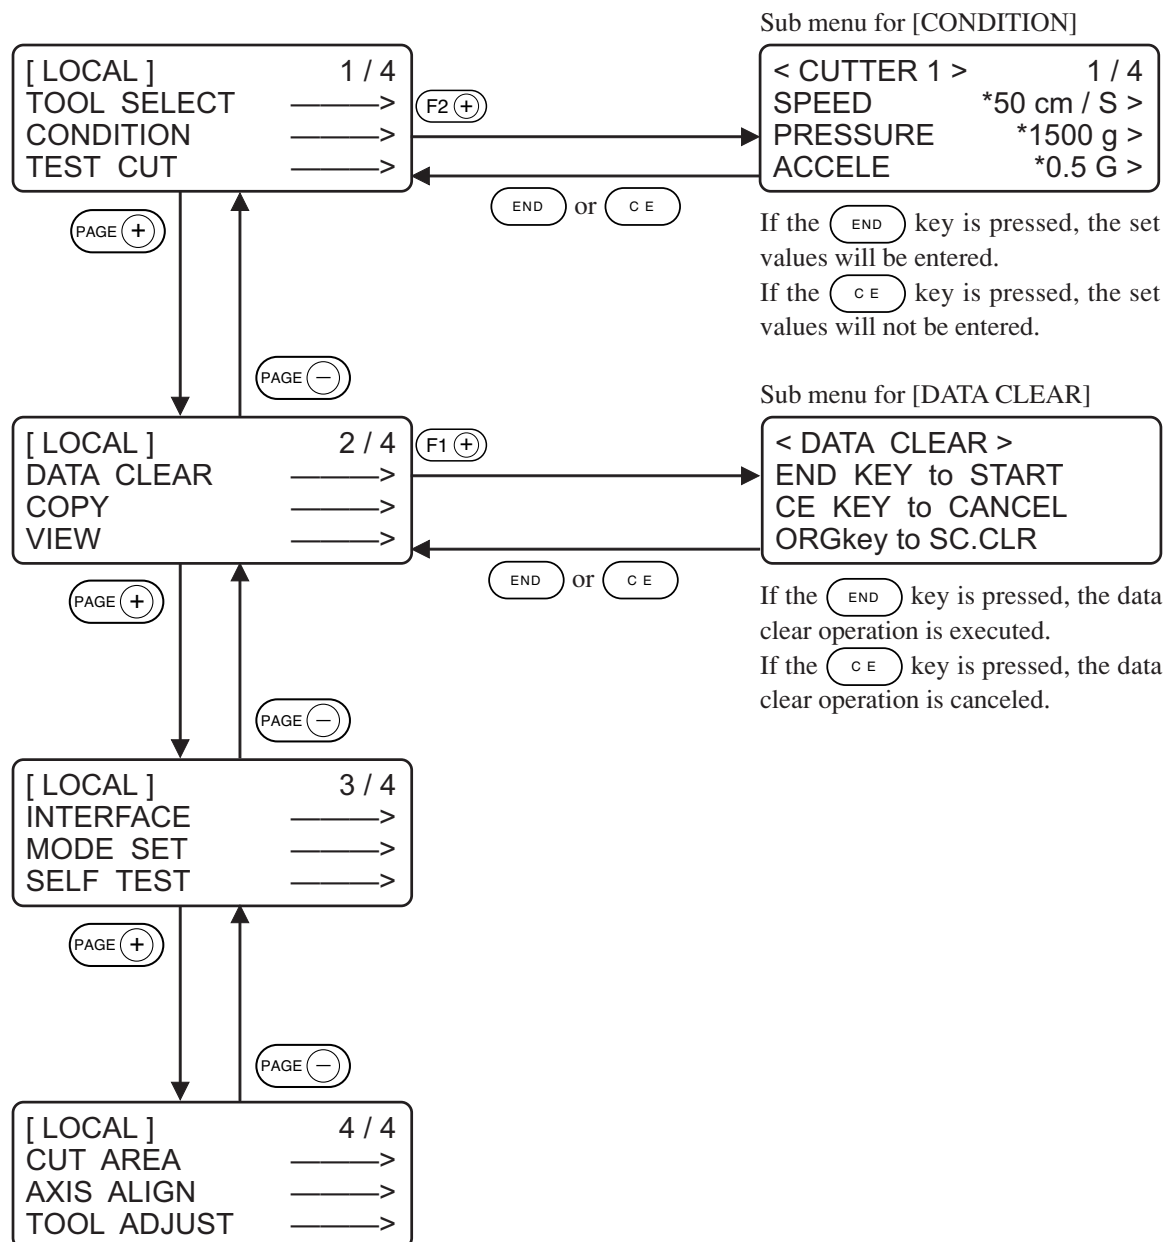 Sub menu for [CONDITION]
[ LOCAL ] 1 / 4
TOOL SELECT ———>
CONDITION ———>
TEST CUT ———>
F2 +
< CUTTER 1 > 1 / 4
SPEED *50 cm / S >
PRESSURE *1500 g >
ACCELE *0.5 G >
END or C E
PAGE +
If the END key is pressed, the set
values will be entered.
If the C E key is pressed, the set
values will not be entered.
PAGE −
Sub menu for [DATA CLEAR]
[ LOCAL ] 2 / 4
DATA CLEAR ———>
COPY ———>
VIEW ———>
F1 +
< DATA CLEAR >
END KEY to START
CE KEY to CANCEL
ORGkey to SC.CLR
END or C E
PAGE +
If the END key is pressed, the data
clear operation is executed.
If the C E key is pressed, the data
clear operation is canceled.
PAGE −
[ LOCAL ] 3 / 4
INTERFACE ———>
MODE SET ———>
SELF TEST ———>
PAGE +
PAGE −
[ LOCAL ] 4 / 4
CUT AREA ———>
AXIS ALIGN ———>
TOOL ADJUST ———>